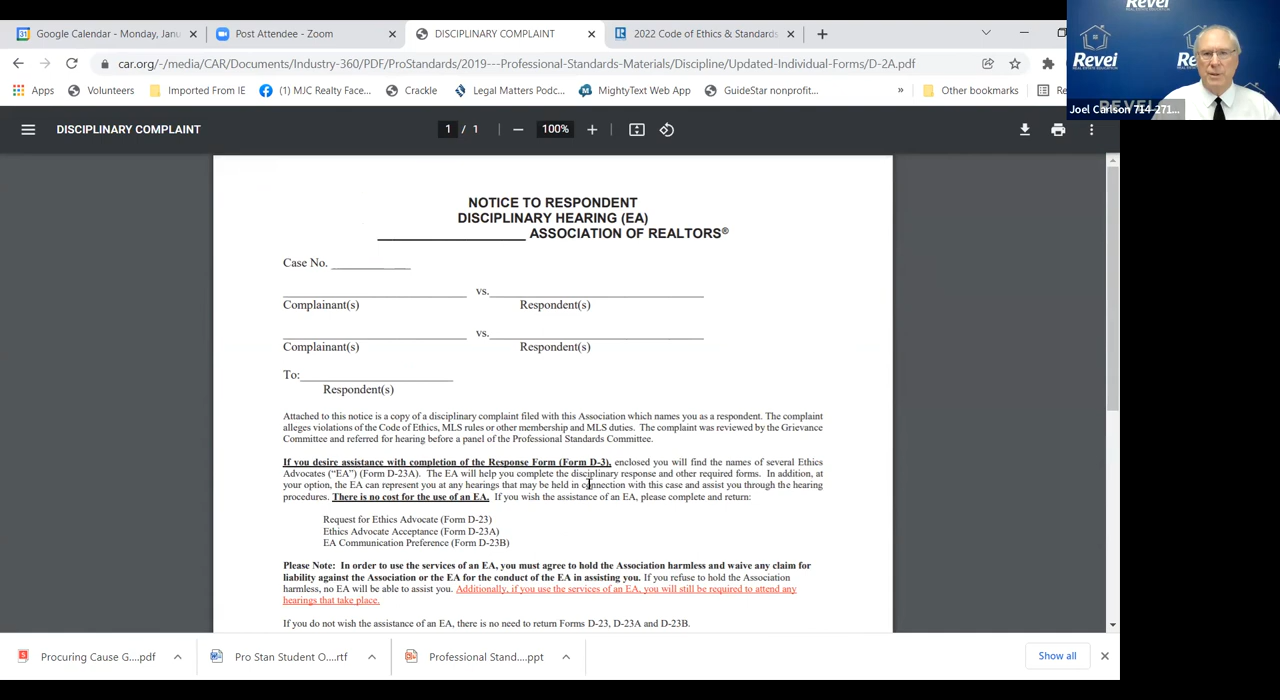 Google Calendar - Monday, Janu
Post Attendee - Zoom
DISCIPLINARY COMPLAINT
2022 Code of Ethics & Standards
car.org/-/media/CAR/Documents/Industry-360/PDF/ProStandards/2019---Professional-Standards-Materials/Discipline/Updated-Individual-Forms/D-2A.pdf
Apps
Volunteers
Imported From IE
(1) MJC Realty Face...
Crackle
Legal Matters Podc...
MightyText Web App
GuideStar nonprofit...
»
Other bookmarks
Re
Revei
Revei
REAL ESTATE EDUCATION
Joel Carlson 714-271...
DISCIPLINARY COMPLAINT
1 / 1
100%
NOTICE TO RESPONDENT
DISCIPLINARY HEARING (EA)
____________________ ASSOCIATION OF REALTORS®
Case No. ____________
vs.
Complainant(s) Respondent(s)
vs.
Complainant(s) Respondent(s)
To:
Respondent(s)
Attached to this notice is a copy of a disciplinary complaint filed with this Association which names you as a respondent. The complaint
alleges violations of the Code of Ethics, MLS rules or other membership and MLS duties. The complaint was reviewed by the Grievance
Committee and referred for hearing before a panel of the Professional Standards Committee.
If you desire assistance with completion of the Response Form (Form D-3), enclosed you will find the names of several Ethics
Advocates ("EA") (Form D-23A). The EA will help you complete the disciplinary response and other required forms. In addition, at
your option, the EA can represent you at any hearings that may be held in connection with this case and assist you through the hearing
procedures. There is no cost for the use of an EA. If you wish the assistance of an EA, please complete and return:
Request for Ethics Advocate (Form D-23)
Ethics Advocate Acceptance (Form D-23A)
EA Communication Preference (Form D-23B)
Please Note: In order to use the services of an EA, you must agree to hold the Association harmless and waive any claim for
liability against the Association or the EA for the conduct of the EA in assisting you. If you refuse to hold the Association
harmless, no EA will be able to assist you. Additionally, if you use the services of an EA, you will still be required to attend any
hearings that take place.
If you do not wish the assistance of an EA, there is no need to return Forms D-23, D-23A and D-23B.
Procuring Cause G....pdf
Pro Stan Student O....rtf
Professional Stand....ppt
Show all